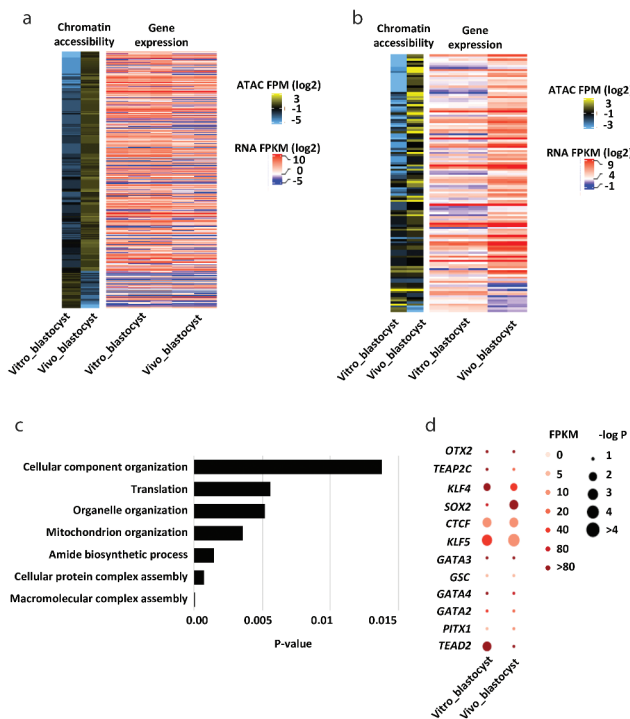 a
Chromatin accessibility
Gene expression
ATAC FPM (log2)
3
-1
-5
RNA FPKM (log2)
10
0
-5
Vitro_blastocyst
Vivo_blastocyst
Vitro_blastocyst
Vivo_blastocyst
b
Chromatin accessibility
Gene expression
ATAC FPM (log2
3
-1
-3
RNA FPKM (log2)
9
4
-1
Vitro_blastocyst
Vivo_blastocyst
Vitro_blastocyst
Vivo_blastocyst
c
Cellular component organization
Translation
Organelle organization
Mitochondrion organization
Amide biosynthetic process
Cellular protein complex assembly
Macromolecular complex assembly
0.00
0.005
0.010
0.015
P-value
d
OTX2
TEAP2C
KLF4
SOX2
CTCF
KLF5
GATA3
GSC
GATA4
GATA2
PITX1
TEAD2
Vitro_blastocyst
Vivo_blastocyst
FPKM
0
5
10
20
40
80
>80
-log P
1
2
3
4
>4